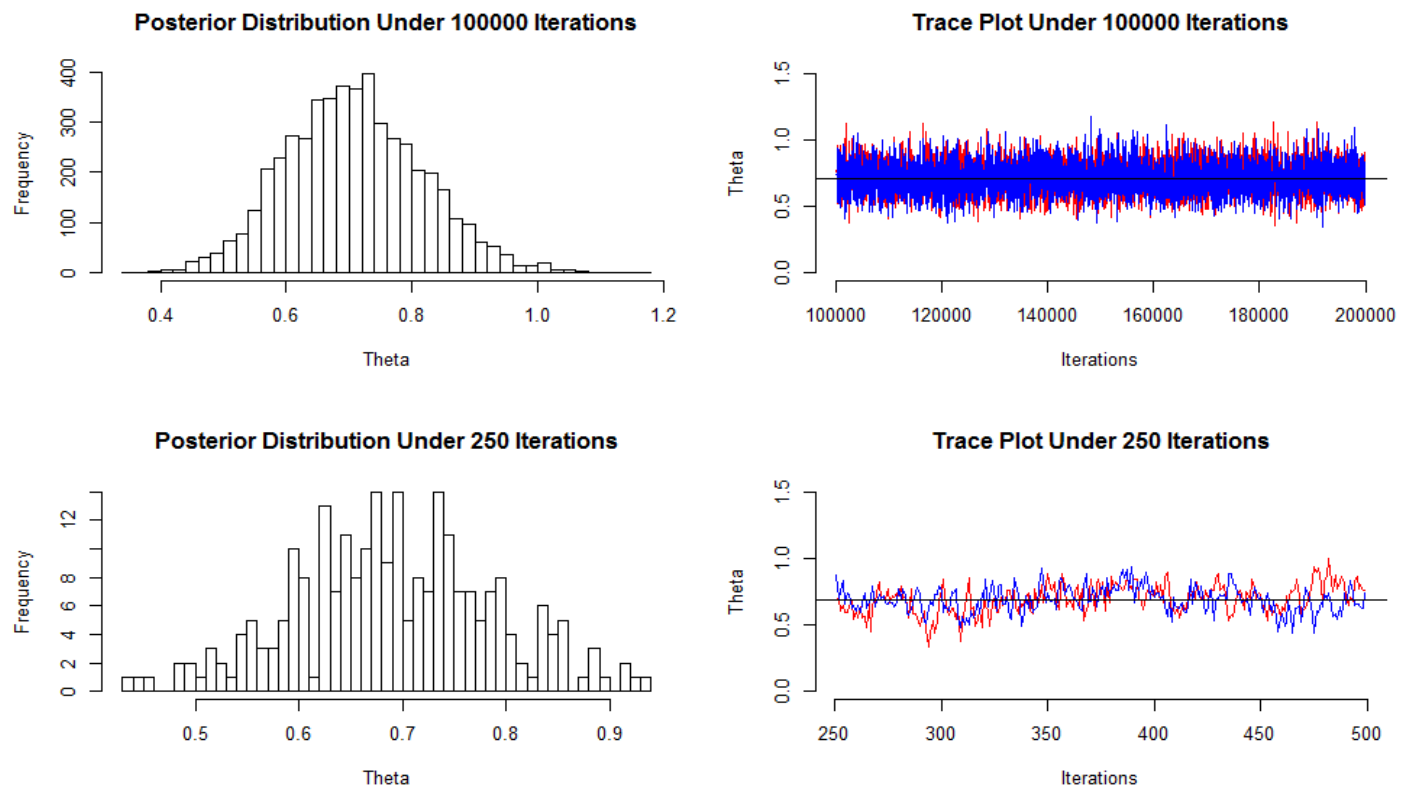 Posterior Distribution Under 100000 Iterations
Frequency
400
300
200
100
0
0.4 0.6 0.8 1.0 1.2
Theta
Trace Plot Under 100000 Iterations
Theta
1.5
1.0
0.5
0.0
100000 120000 140000 160000 180000 200000
Iterations
Posterior Distribution Under 250 Iterations
Frequency
12
8
6
4
2
0
0.5 0.6 0.7 0.8 0.9
Theta
Trace Plot Under 250 Iterations
Theta
1.5
1.0
0.5
0.0
250 300 350 400 450 500
Iterations